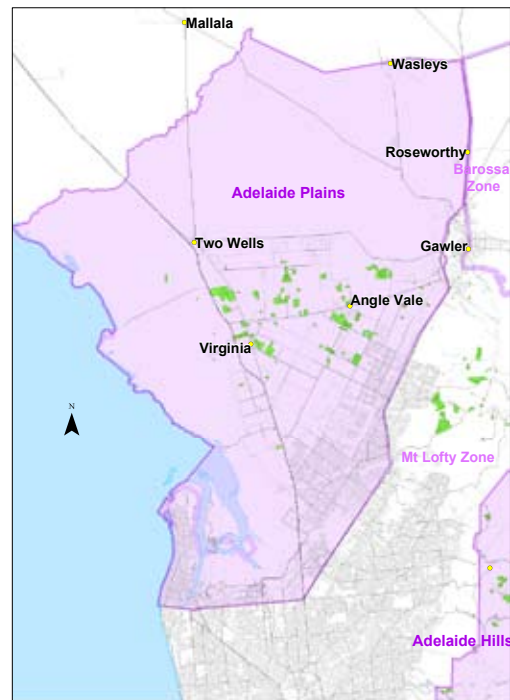 Mallala
Wasleys
Roseworthy
Barossa
Zone
Adelaide Plains
Two Wells
Gawler
Angle Vale
Virginia
N
Mt Lofty Zone
Adelaide Hills